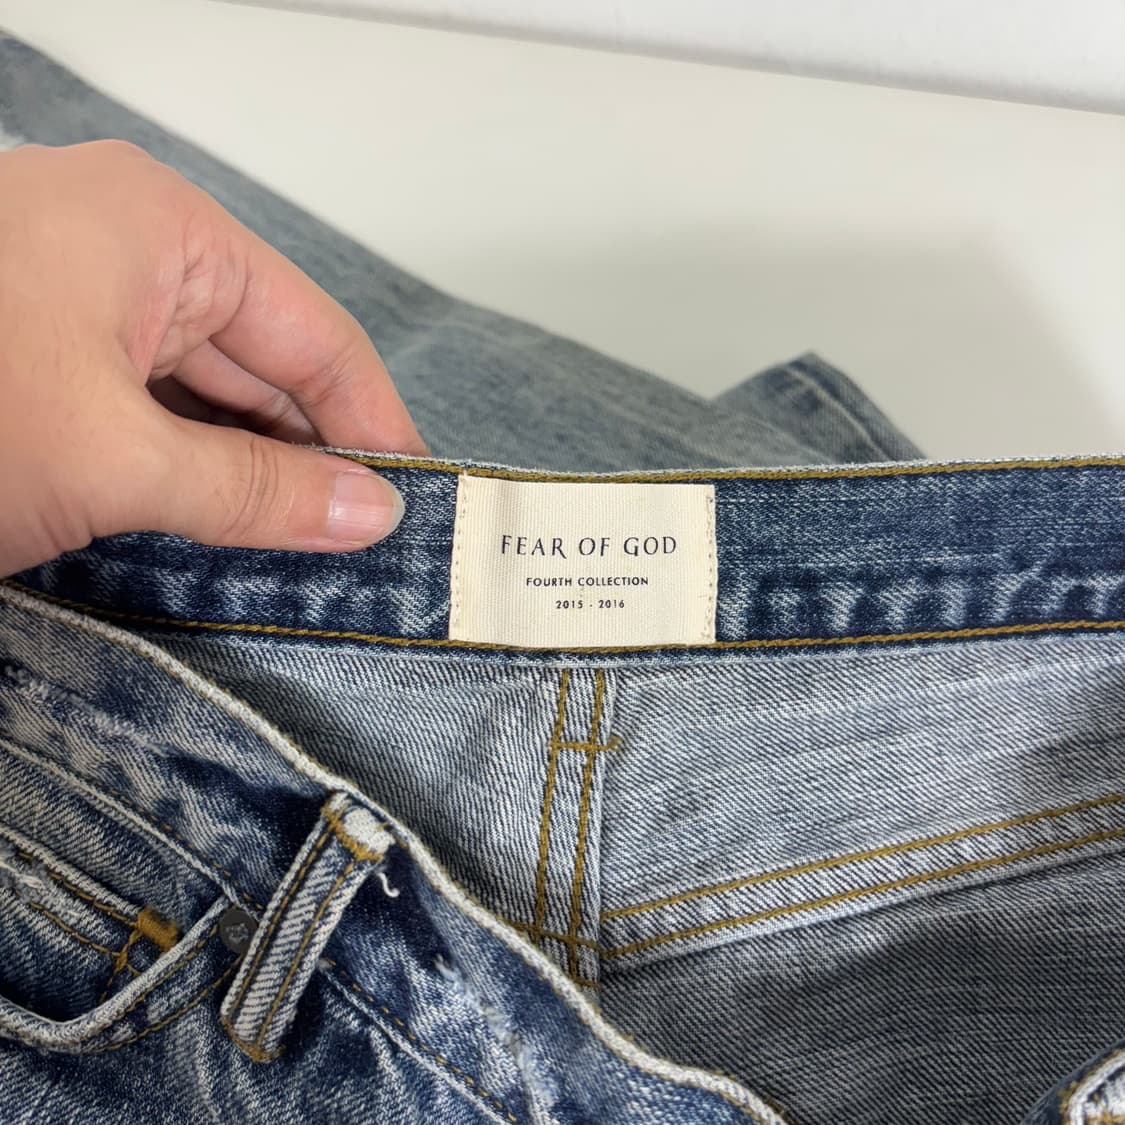 FEAR OF GOD
FOURTH COLLECTION
2015 - 2016